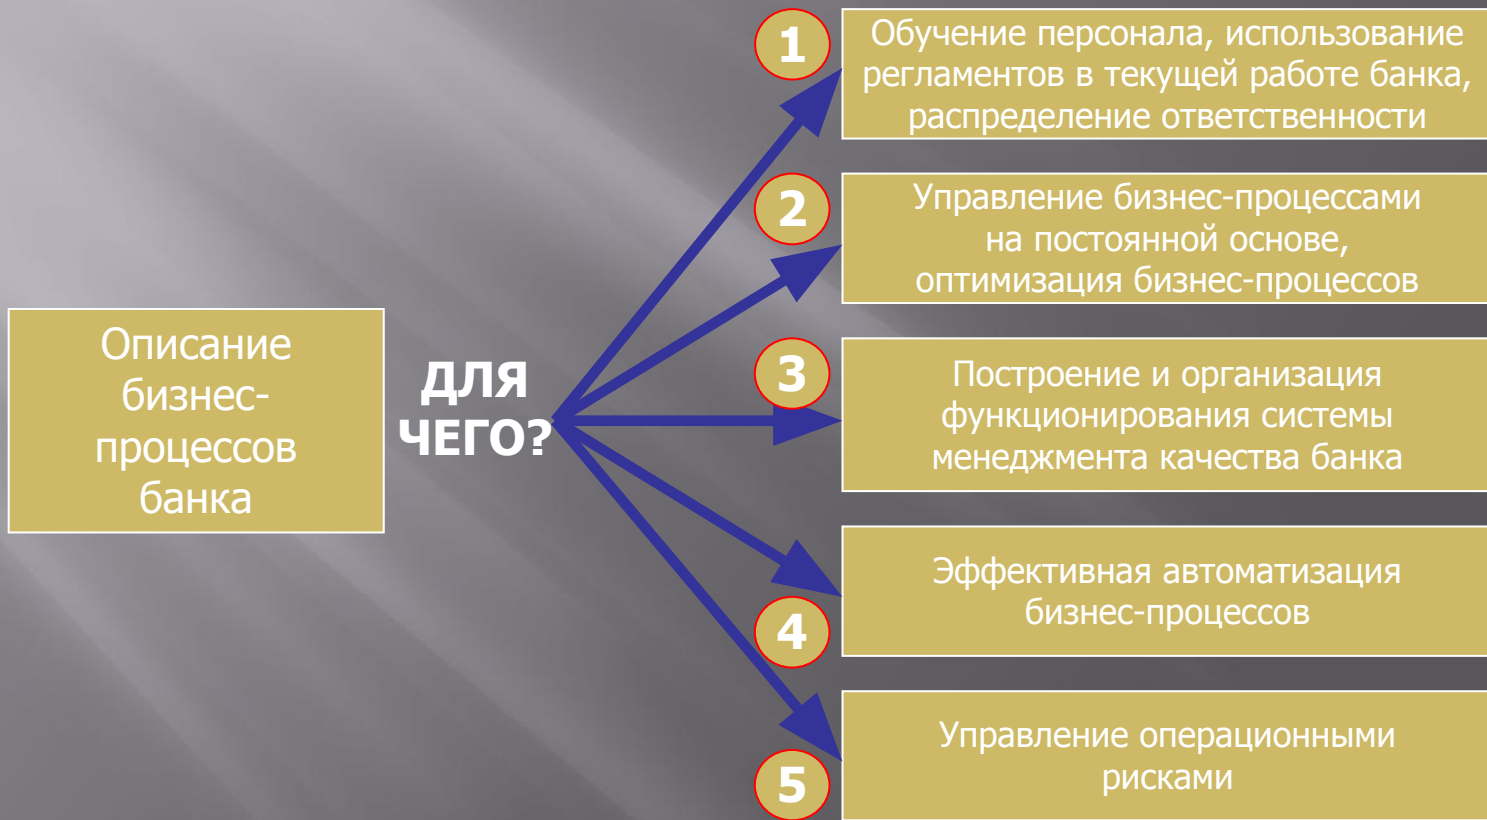 Описание
бизнес-
процессов
банка
ДЛЯ
ЧЕГО?
1
Обучение персонала, использование
регламентов в текущей работе банка,
распределение ответственности
2
Управление бизнес-процессами
на постоянной основе,
оптимизация бизнес-процессов
3
Построение и организация
функционирования системы
менеджмента качества банка
4
Эффективная автоматизация
бизнес-процессов
5
Управление операционными
рисками